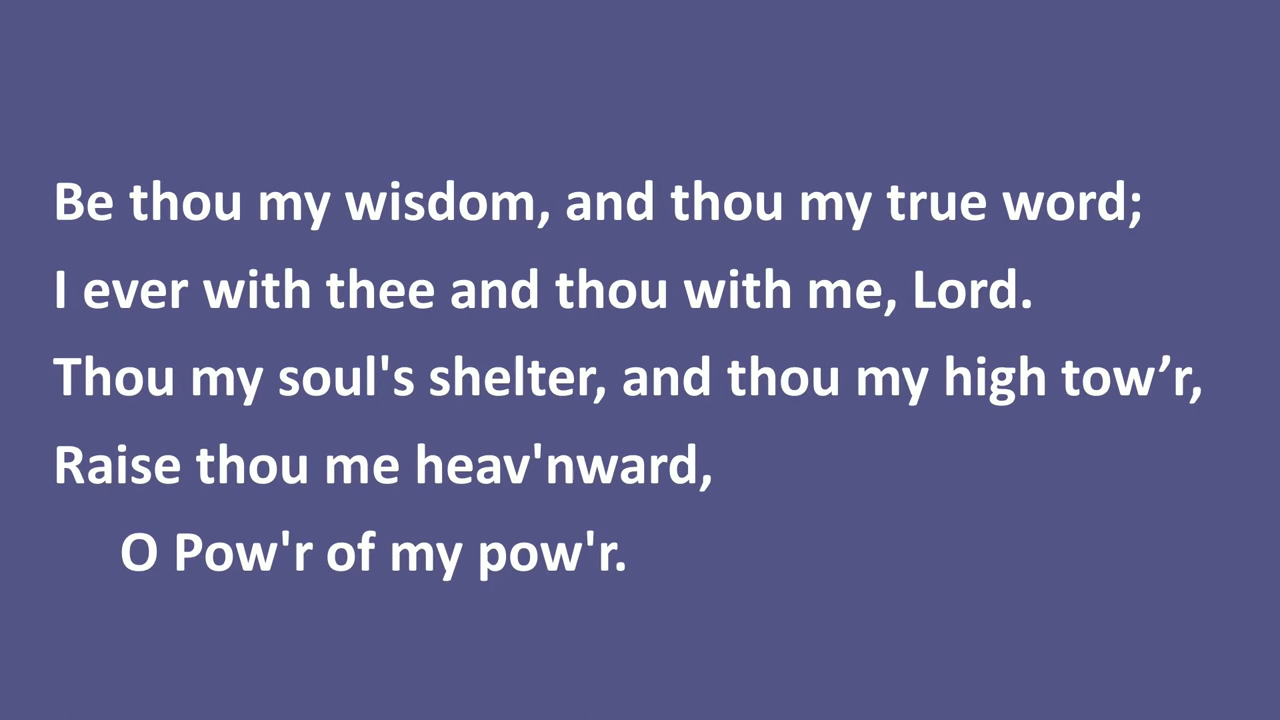 Be thou my wisdom, and thou my true word;
I ever with thee and thou with me, Lord.
Thou my soul's shelter, and thou my high tow’r,
Raise thou me heav'nward,
O Pow'r of my pow'r.